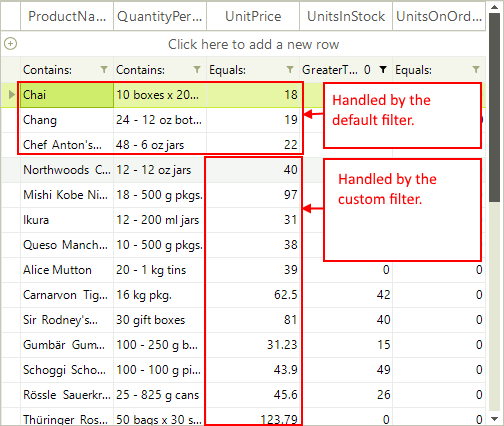 ProductNa... QuantityPer... UnitPrice UnitsInStock UnitsOnOrd...
Click here to add a new row
Contains: Contains: Equals: GreaterT... 0 Equals:
Chai 10 boxes x 20... 18
Chang 24 - 12 oz bot... 19
Chef Anton's... 48 - 6 oz jars 22
Handled by the
default filter.
Northwoods C... 12 - 12 oz jars 40
Mishi Kobe Ni... 18 - 500 g pkgs. 97
Ikura 12 - 200 ml jars 31
Queso Manch... 10 - 500 g pkgs. 38
Handled by the
custom filter.
Alice Mutton 20 - 1 kg tins 39 0 0
Carnarvon Tig... 16 kg pkg. 62.5 42 0
Sir Rodney's... 30 gift boxes 81 40 0
Gumbär Gum... 100 - 250 g b... 31.23 15 0
Schoggi Scho... 100 - 100 g pi... 43.9 49 0
Rössle Sauerkr... 25 - 825 g cans 45.6 26 0
Thüringer Ros... 50 bags x 30 s... 123.79 0 0